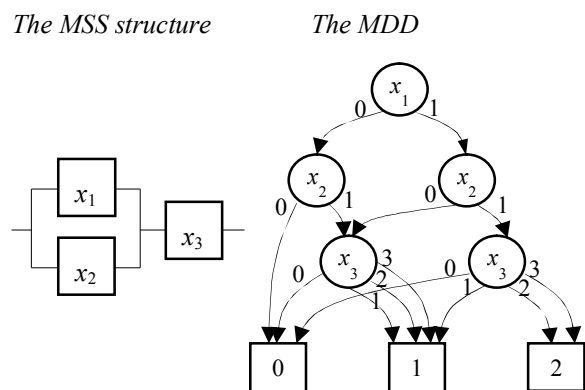 The MSS structure
The MDD
x1
0 1
x2 x2
0 1 0 1
x1
x2
x3
x3 x3
0 1 2 3 0 1 2 3
0 1 2